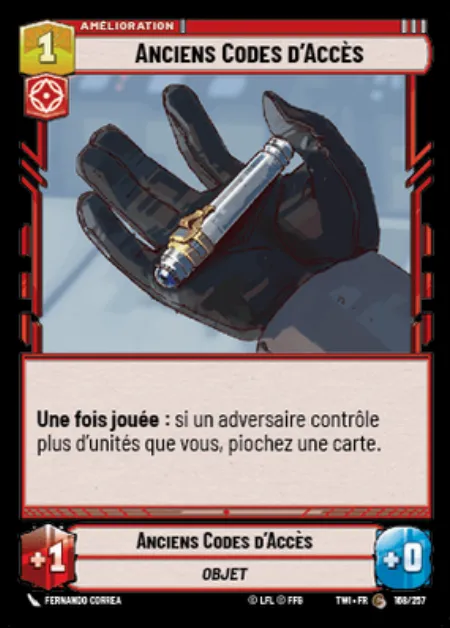 AMÉLIORATION
1
ANCIENS CODES D'ACCÈS
Une fois jouée : si un adversaire contrôle
plus d'unités que vous, piochez une carte.
ANCIENS CODES D'ACCÈS
+1
+0
OBJET
FERNANDO CORREA
© LFL © FFG
TWI • FR
C
168/257